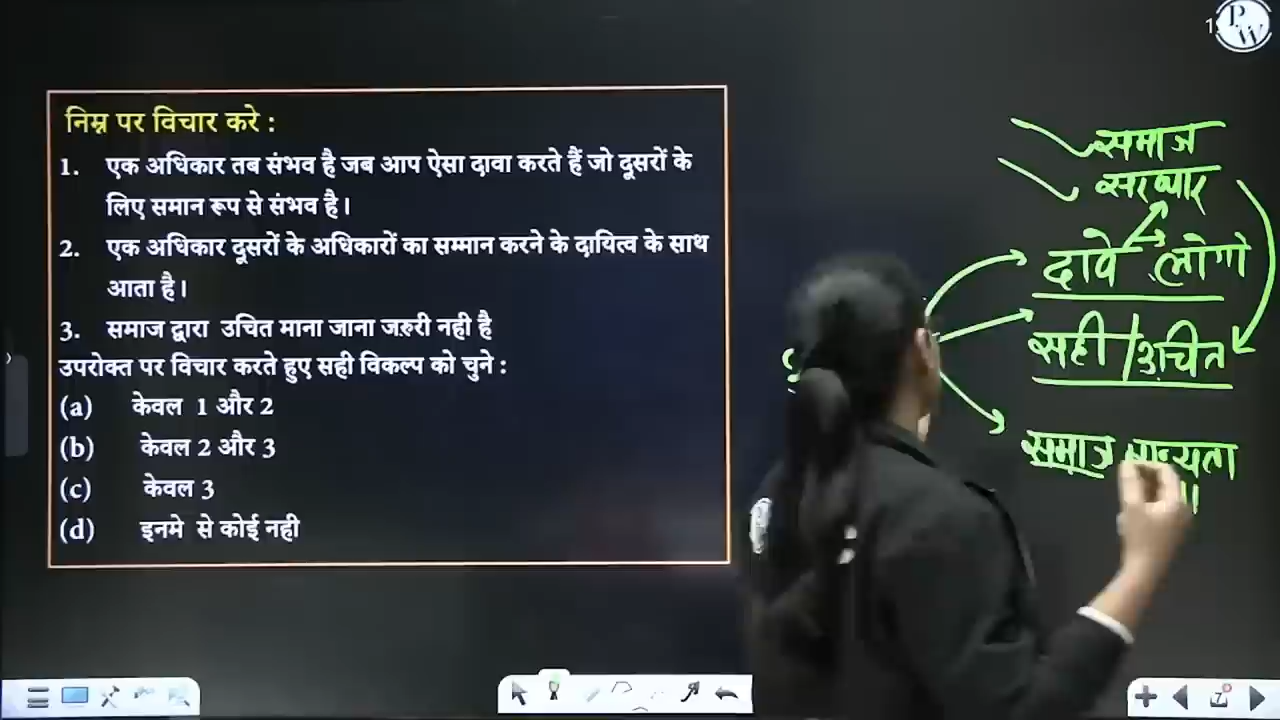 PW
निम्न पर विचार करे :
1. एक अधिकार तब संभव है जब आप ऐसा दावा करते हैं जो दूसरों के
लिए समान रूप से संभव है।
2. एक अधिकार दूसरों के अधिकारों का सम्मान करने के दायित्व के साथ
आता है।
3. समाज द्वारा उचित माना जाना जरुरी नही है
उपरोक्त पर विचार करते हुए सही विकल्प को चुने :
(a) केवल 1 और 2
(b) केवल 2 और 3
(c) केवल 3
(d) इनमे से कोई नही
समाज
सरकार
दावे लोगो
सही/उचित
समाज मान्यता